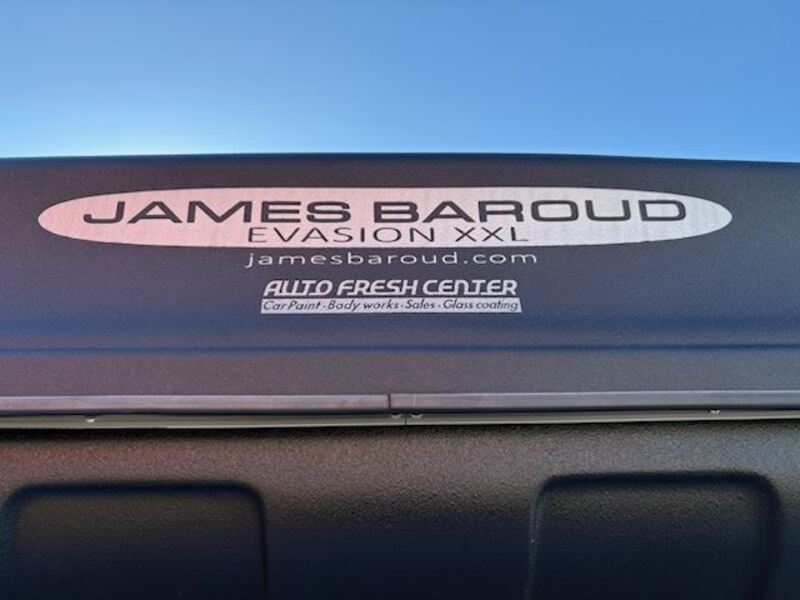 JAMES BAROUD
EVASION XXL
jamesbaroud.com
AUTO FRESH CENTER
Car Paint·Body works·Sales·Glass coating